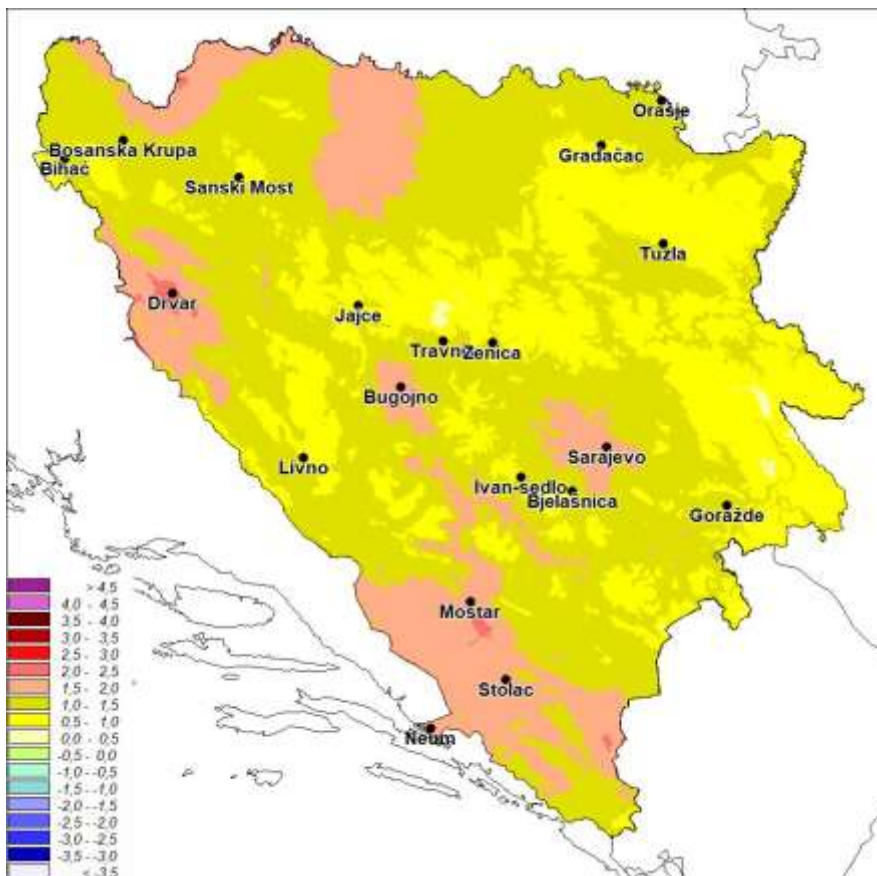 Orašje
Bosanska Krupa
Bihać
Gradačac
Sanski Most
Tuzla
Drvar
Jajce
Zenica
Bugojno
Livno
Sarajevo
Ivan-sedlo
Bjelašnica
Goražde
Mostar
Stolac
Neum
> 4,5
4,0 - 4,5
3,5 - 4,0
3,0 - 3,5
2,5 - 3,0
2,0 - 2,5
1,5 - 2,0
1,0 - 1,5
0,5 - 1,0
0,0 - 0,5
-0,5 - 0,0
-1,0 - -0,5
-1,5 - -1,0
-2,0 - -1,5
-2,5 - -2,0
-3,0 - -2,5
-3,5 - -3,0
< -3,5